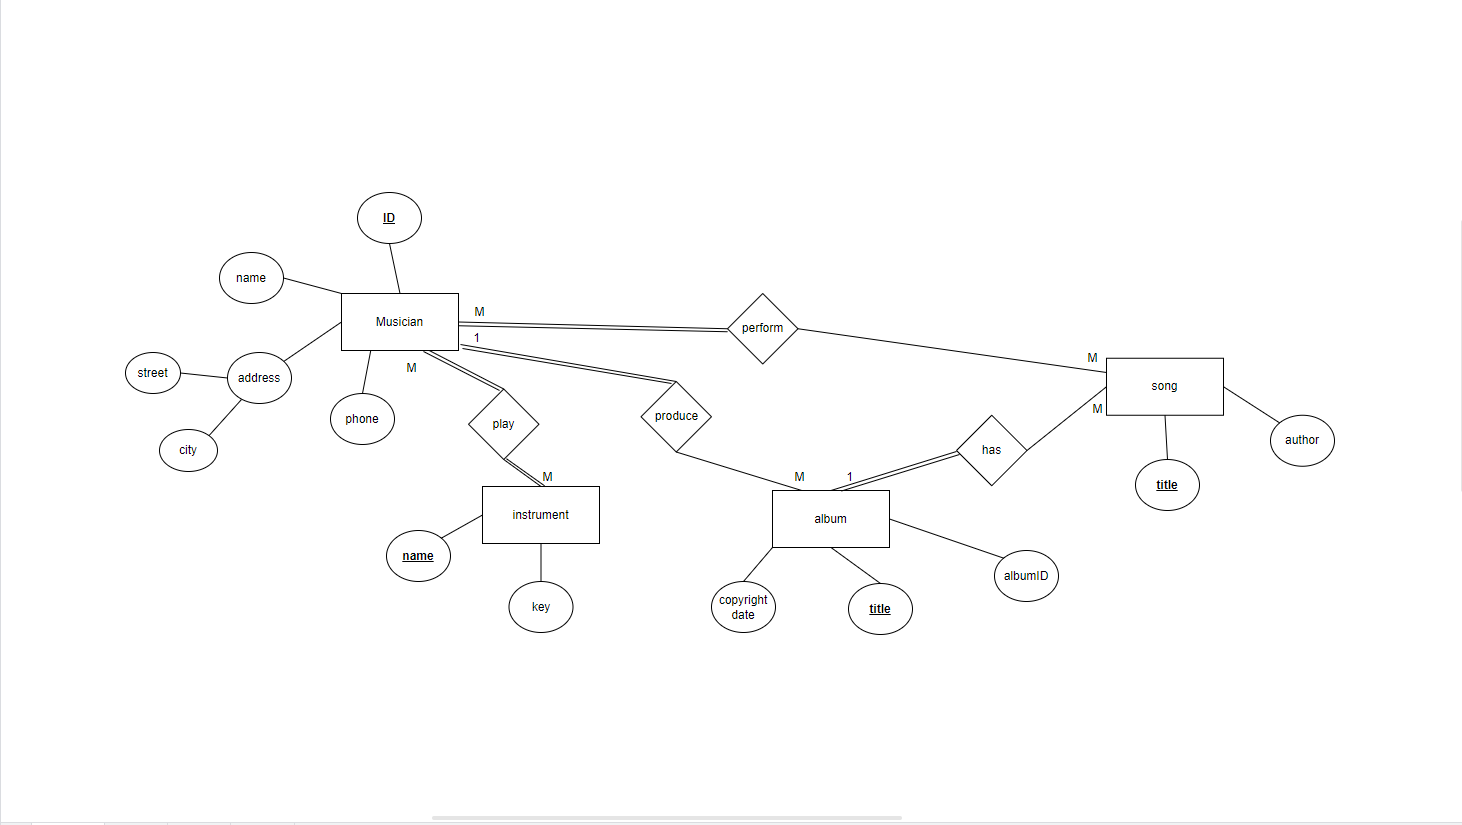 ID
name
Musician
M
1
perform
M
song
M
address
street
city
phone
M
play
produce
has
author
title
M
instrument
M
1
album
name
key
copyright
date
title
albumID